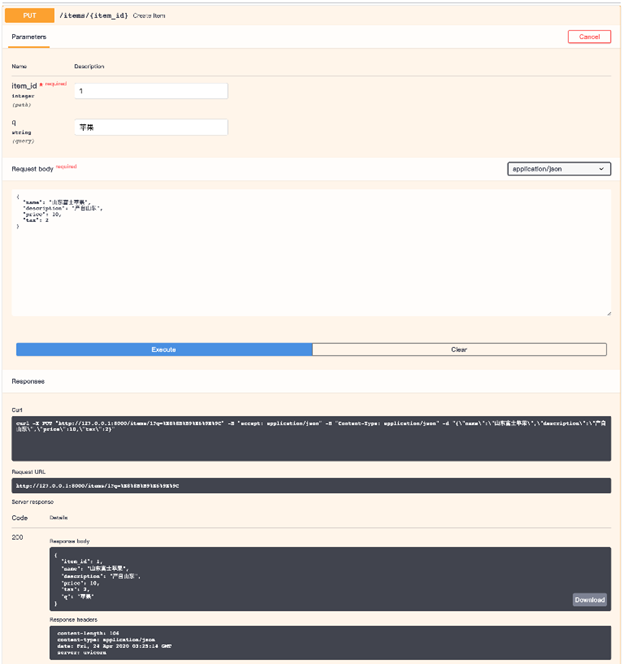 PUT /items/{item_id} Create Item
Parameters
Cancel
Name Description
item_id * required
integer
(path)
1
q
string
(query)
苹果
Request body required
application/json
{
"name": "山东富士苹果",
"description": "产自山东",
"price": 10,
"tax": 2
}
Execute
Clear
Responses
Curl
curl -X PUT "http://127.0.0.1:8000/items/1?q=%E8%8B%B9%E6%9E%9C" -H "accept: application/json" -H "Content-Type: application/json" -d "{\"name\":\"山东富士苹果\",\"description\":\"产自
山东\",\"price\":10,\"tax\":2}"
Request URL
http://127.0.0.1:8000/items/1?q=%E8%8B%B9%E6%9E%9C
Server response
Code Details
200
Response body
{
"item_id": 1,
"name": "山东富士苹果",
"description": "产自山东",
"price": 10,
"tax": 2,
"q": "苹果"
}
Download
Response headers
content-length: 106
content-type: application/json
date: Fri, 24 Apr 2020 03:25:14 GMT
server: uvicorn